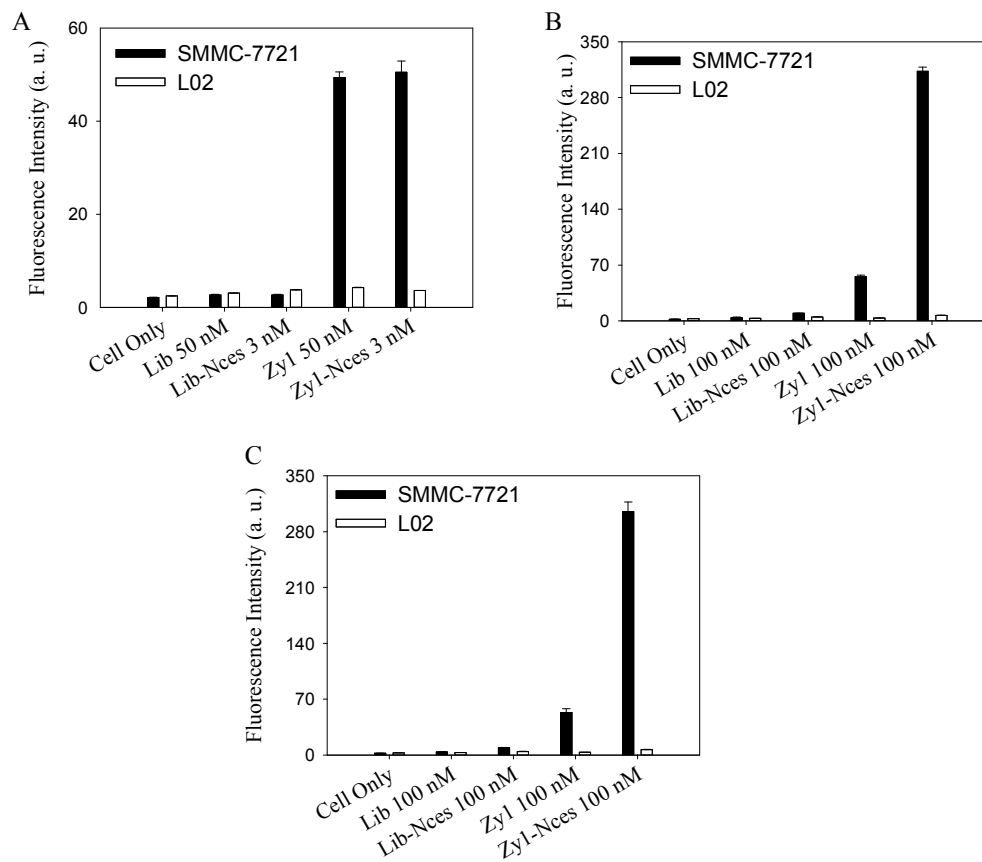 A
Fluorescence Intensity (a. u.)
60
40
20
0
SMMC-7721
L02
Cell Only
Lib 50 nM
Lib-Nces 3 nM
Zy1 50 nM
Zy1-Nces 3 nM
B
Fluorescence Intensity (a. u.)
350
280
210
140
70
0
SMMC-7721
L02
Cell Only
Lib 100 nM
Lib-Nces 100 nM
Zy1 100 nM
Zy1-Nces 100 nM
C
Fluorescence Intensity (a. u.)
350
280
210
140
70
0
SMMC-7721
L02
Cell Only
Lib 100 nM
Lib-Nces 100 nM
Zy1 100 nM
Zy1-Nces 100 nM